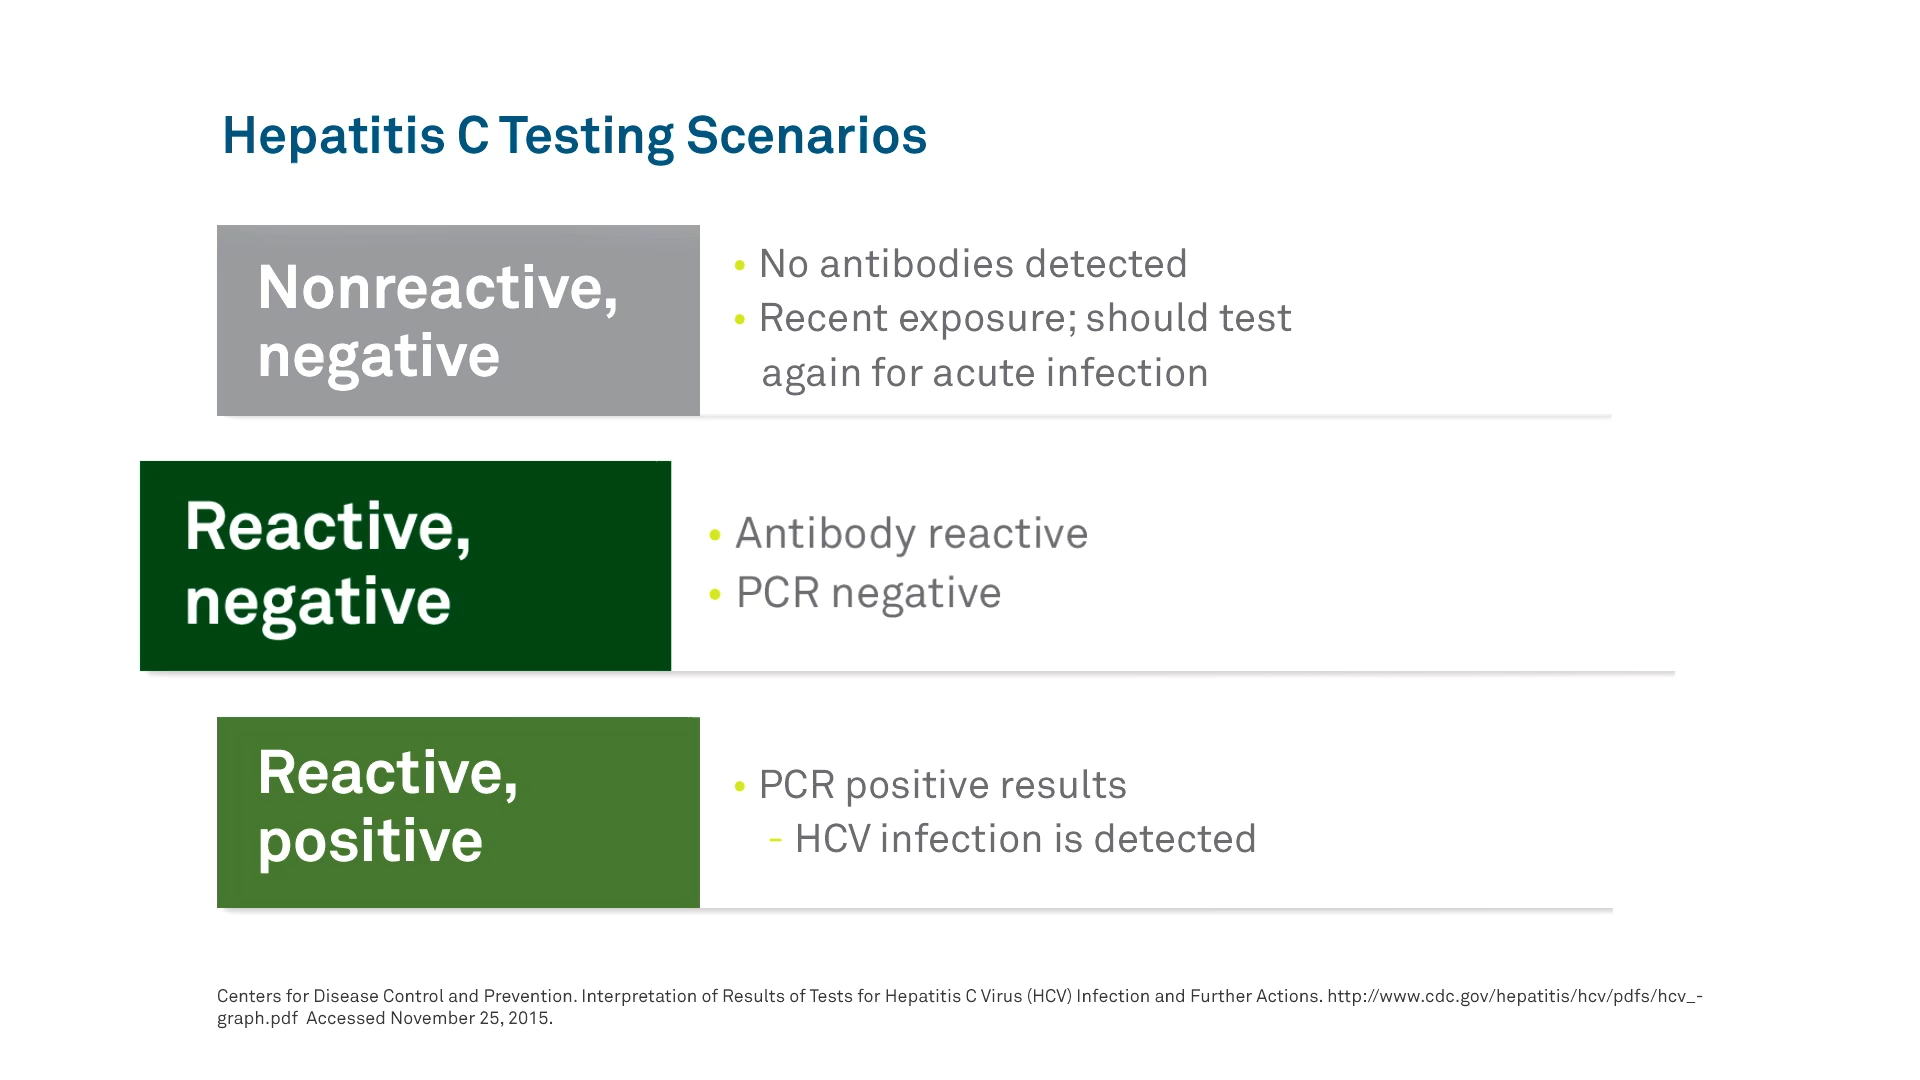 Hepatitis C Testing Scenarios
Nonreactive,
negative
• No antibodies detected
• Recent exposure; should test
again for acute infection
Reactive,
negative
• Antibody reactive
• PCR negative
Reactive,
positive
• PCR positive results
- HCV infection is detected
Centers for Disease Control and Prevention. Interpretation of Results of Tests for Hepatitis C Virus (HCV) Infection and Further Actions. http://www.cdc.gov/hepatitis/hcv/pdfs/hcv_-
graph.pdf Accessed November 25, 2015.